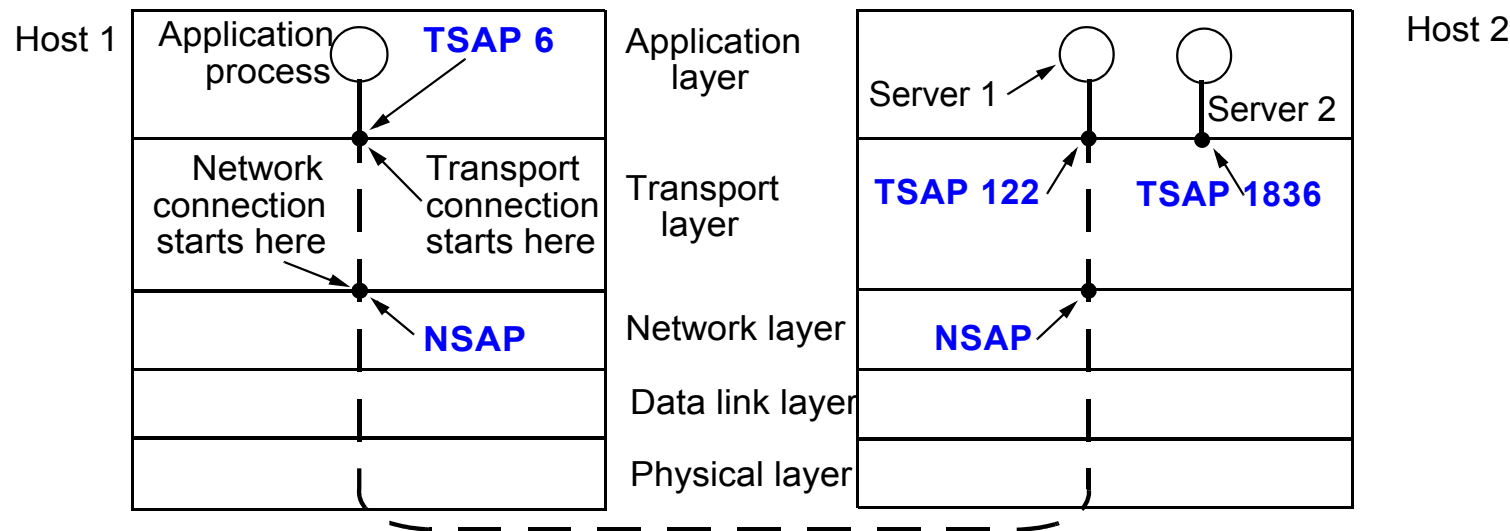 Host 1
Application
process
TSAP 6
Application
layer
Server 1
Server 2
Host 2
Network
connection
starts here
Transport
connection
starts here
Transport
layer
TSAP 122
TSAP 1836
NSAP
Network layer
NSAP
Data link layer
Physical layer